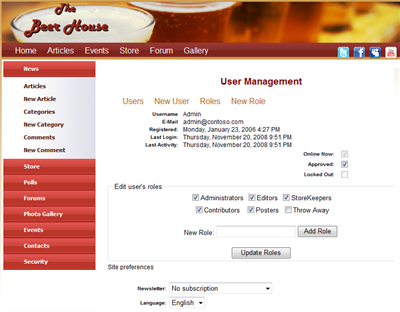 The
Beer House
Home Articles Events Store Forum Gallery
News
Articles
New Article
Categories
New Category
Comments
New Comment
Store
Polls
Forums
Photo Gallery
Events
Contacts
Security
User Management
Users New User Roles New Role
Username Admin
E-Mail admin@contoso.com
Registered: Monday, January 23, 2006 4:27 PM
Last Login: Thursday, November 20, 2008 9:51 PM
Last Activity: Thursday, November 20, 2008 9:51 PM
Online Now:
Approved:
Locked Out:
Edit user's roles
Administrators Editors StoreKeepers
Contributors Posters Throw Away
New Role: Add Role
Update Roles
Site preferences
Newsletter: No subscription
Language: English